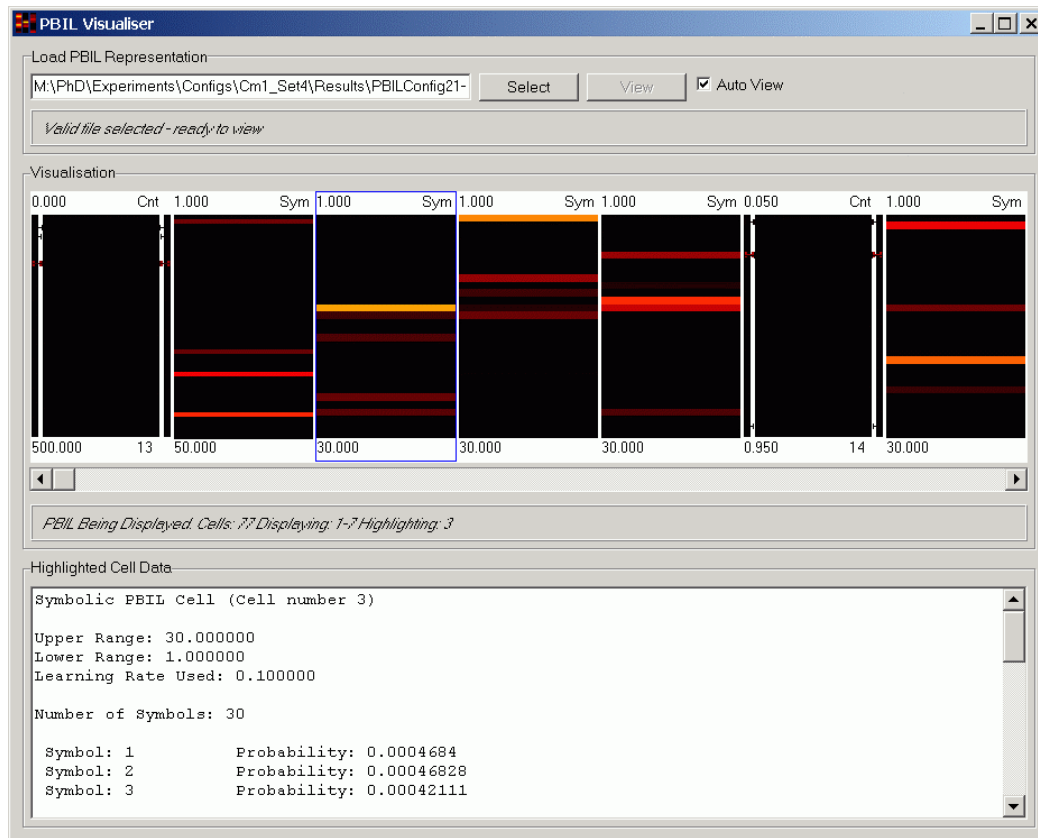 PBIL Visualiser
Load PBIL Representation
M:\PhD\Experiments\Configs\Cm1_Set4\Results\PBILConfig21- Select View Auto View
Valid file selected - ready to view
Visualisation
0.000 Cnt 1.000 Sym 1.000 Sym 1.000 Sym 1.000 Sym 0.050 Cnt 1.000 Sym
500.000 13 50.000 30.000 30.000 30.000 0.950 14 30.000
PBIL Being Displayed. Cells: 77 Displaying: 1-7 Highlighting: 3
Highlighted Cell Data
Symbolic PBIL Cell (Cell number 3)
Upper Range: 30.000000
Lower Range: 1.000000
Learning Rate Used: 0.100000
Number of Symbols: 30
Symbol: 1 Probability: 0.0004684
Symbol: 2 Probability: 0.00046828
Symbol: 3 Probability: 0.00042111